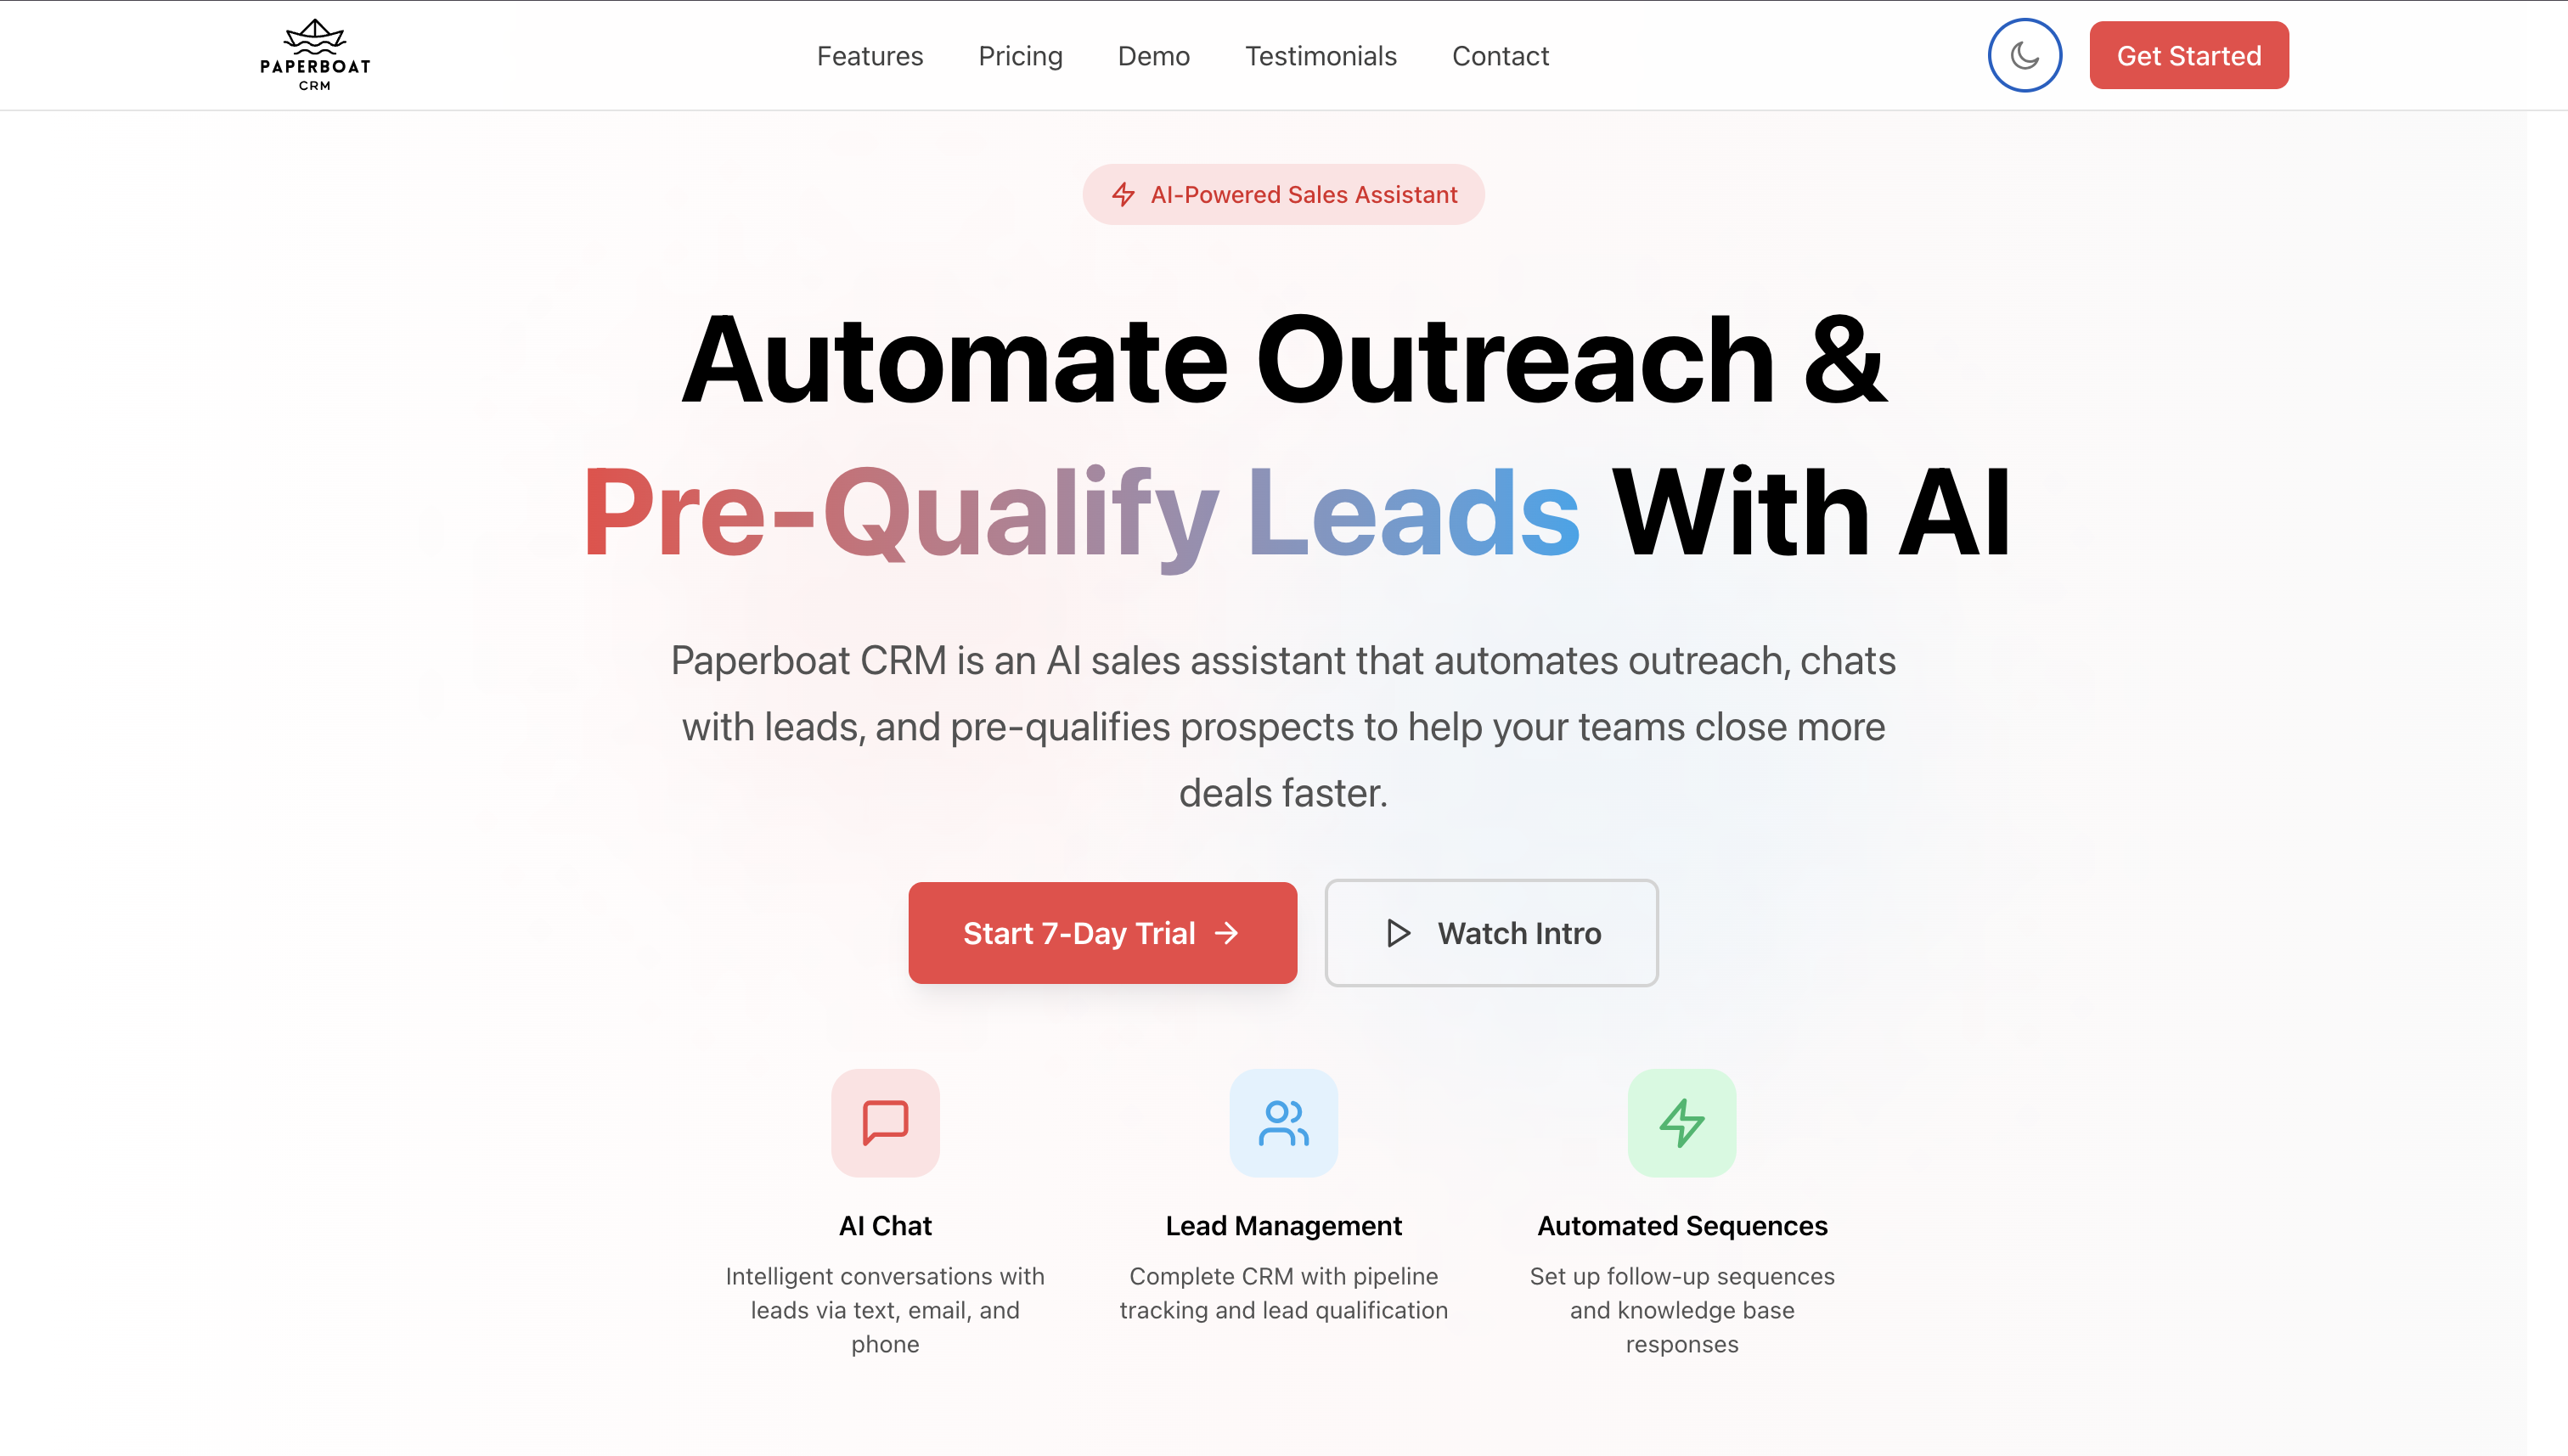 PAPERBOAT
CRM
Features
Pricing
Demo
Testimonials
Contact
Get Started
AI-Powered Sales Assistant
Automate Outreach &
Pre-Qualify Leads With AI
Paperboat CRM is an AI sales assistant that automates outreach, chats
with leads, and pre-qualifies prospects to help your teams close more
deals faster.
Start 7-Day Trial
Watch Intro
AI Chat
Intelligent conversations with
leads via text, email, and
phone
Lead Management
Complete CRM with pipeline
tracking and lead qualification
Automated Sequences
Set up follow-up sequences
and knowledge base
responses